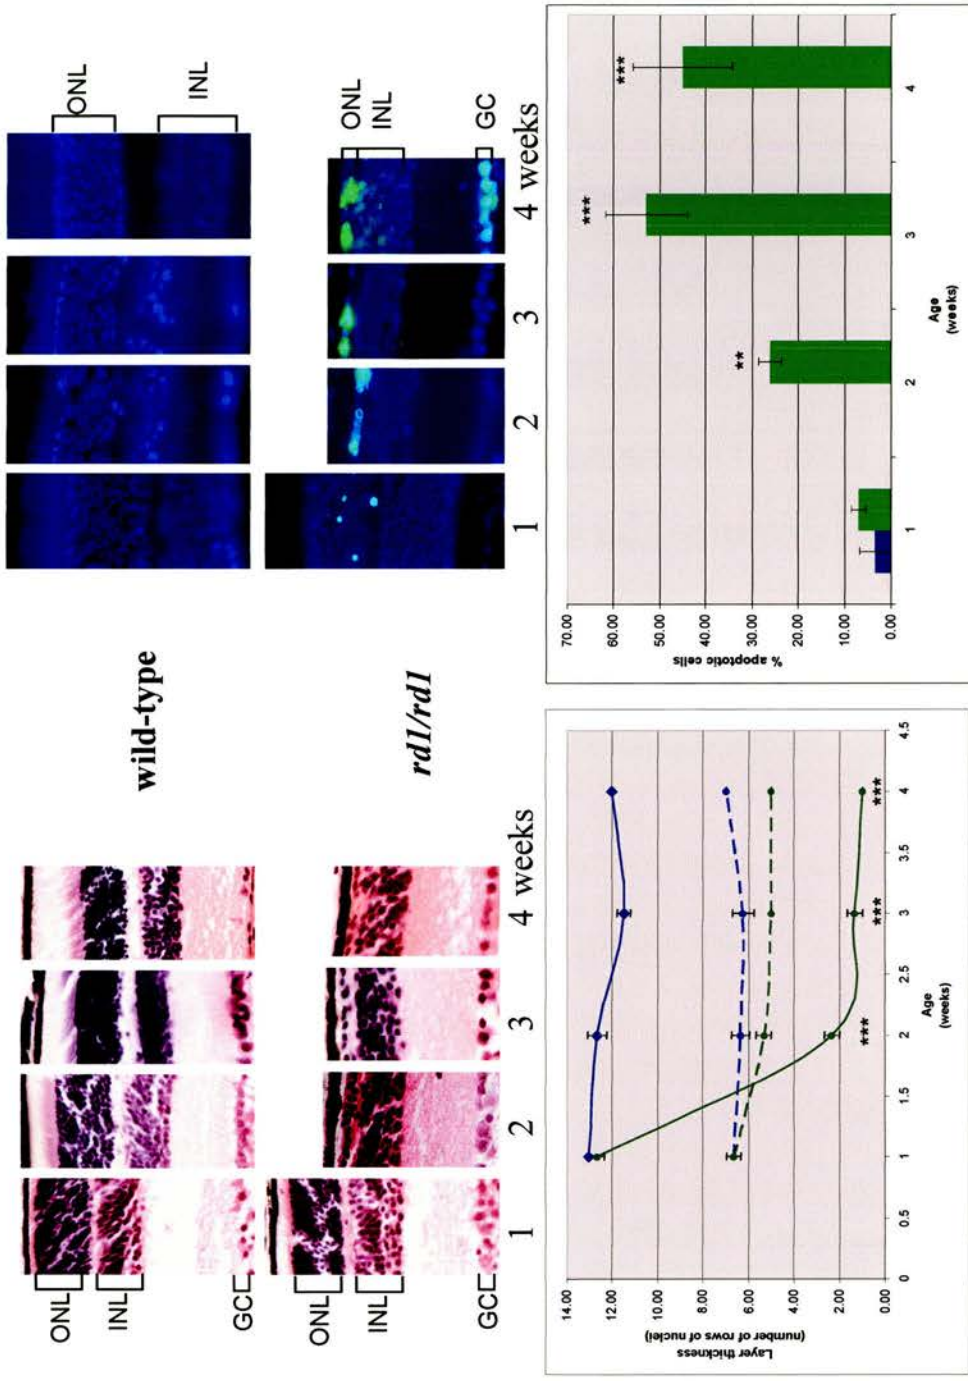 ONL
INL
GC
wild-type
ONL
INL
ONL
INL
GC
rd1/rd1
ONL
INL
GC
1 2 3 4 weeks
1 2 3 4 weeks
Layer thickness
(number of rows of nuclei)
14.00
12.00
10.00
8.00
6.00
4.00
2.00
0.00
*** *** ***
0 0.5 1 1.5 2 2.5 3 3.5 4 4.5
Age
(weeks)
% apoptotic cells
70.00
60.00
50.00
40.00
30.00
20.00
10.00
0.00
** *** ***
1 2 3 4
Age
(weeks)